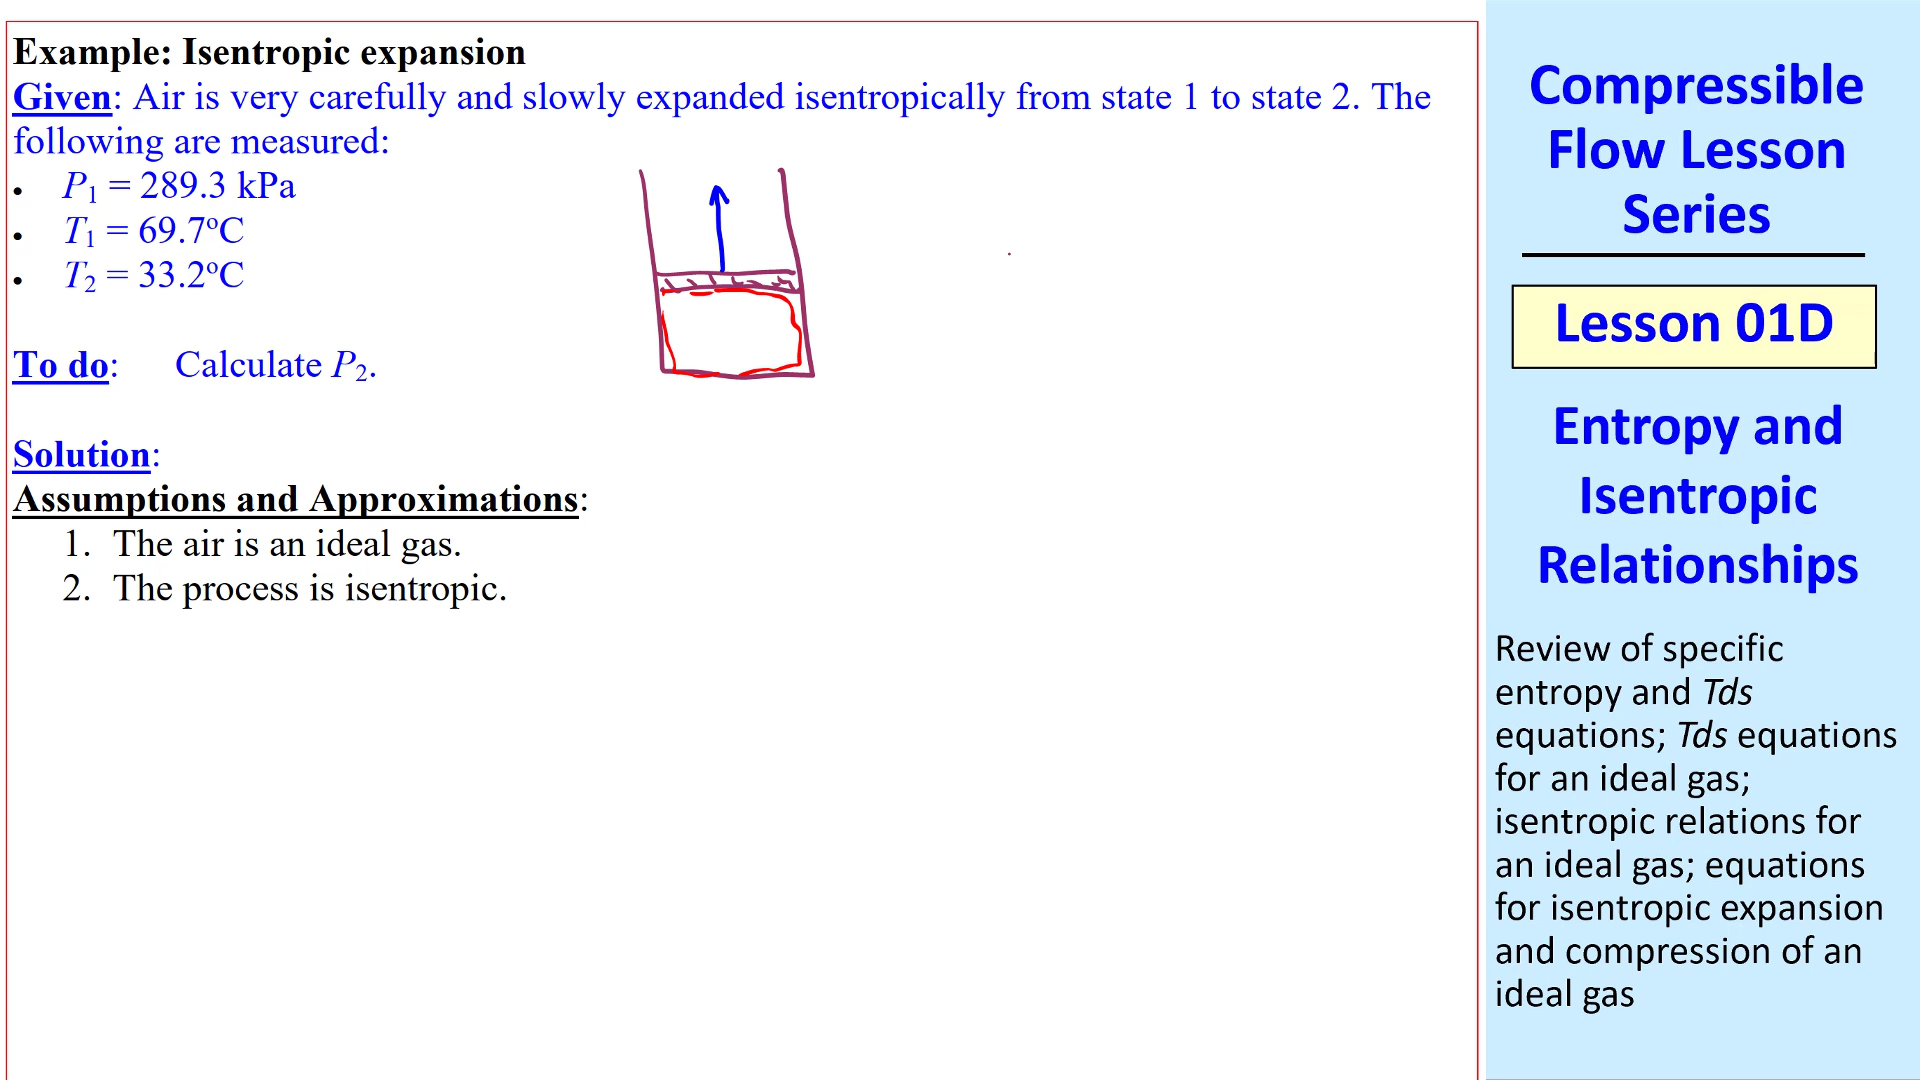 Example: Isentropic expansion
Given: Air is very carefully and slowly expanded isentropically from state 1 to state 2. The
following are measured:
• P₁ = 289.3 kPa
• T₁ = 69.7ºC
• T₂ = 33.2ºC
To do: Calculate P₂.
Solution:
Assumptions and Approximations:
1. The air is an ideal gas.
2. The process is isentropic.
Compressible
Flow Lesson
Series
Lesson 01D
Entropy and
Isentropic
Relationships
Review of specific
entropy and Tds
equations; Tds equations
for an ideal gas;
isentropic relations for
an ideal gas; equations
for isentropic expansion
and compression of an
ideal gas